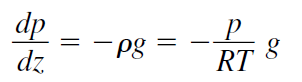 dp/dz = −ρg = − p/RT g